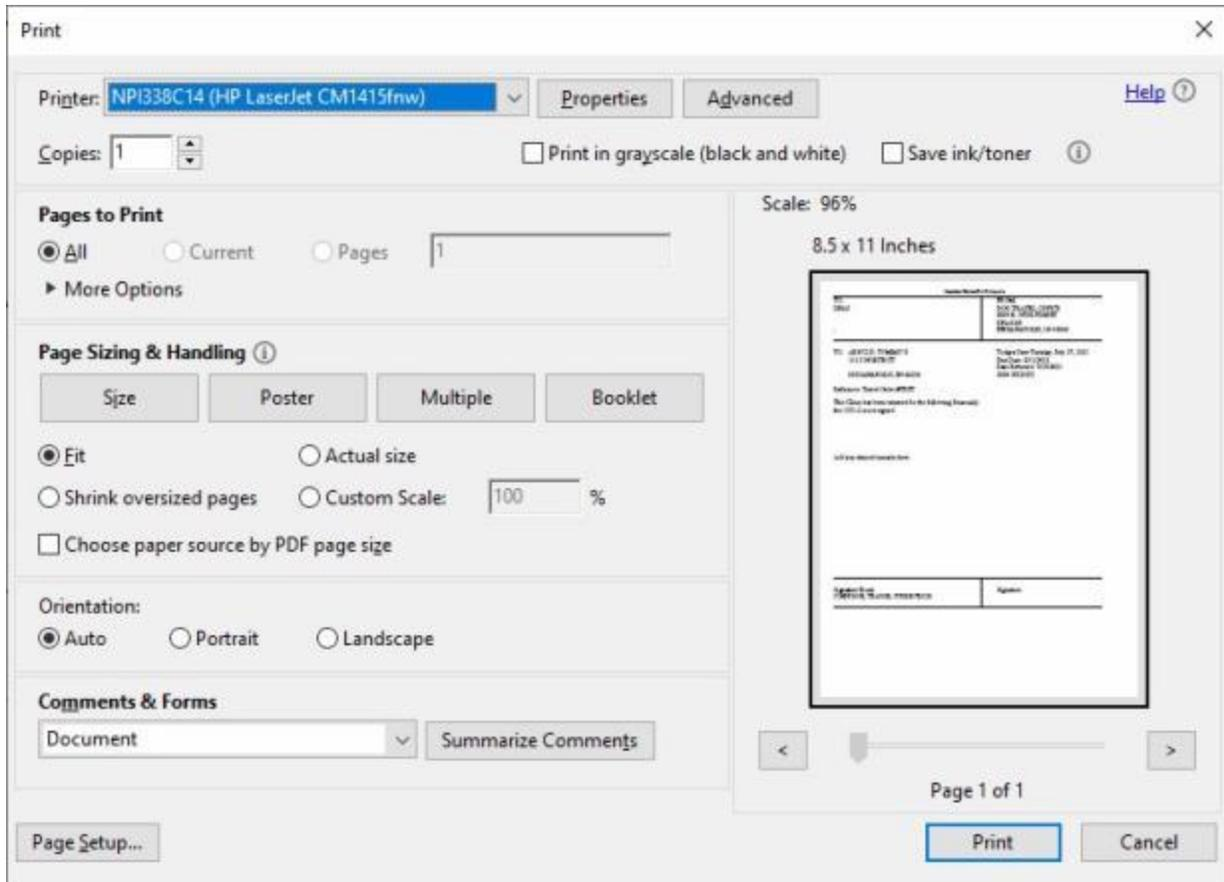 Print
Printer: NPI338C14 (HP LaserJet CM1415fnw) Properties Advanced Help
Copies: 1 Print in grayscale (black and white) Save ink/toner
Pages to Print
All Current Pages 1
More Options
Page Sizing & Handling
Size Poster Multiple Booklet
Fit Actual size
Shrink oversized pages Custom Scale: 100 %
Choose paper source by PDF page size
Orientation:
Auto Portrait Landscape
Comments & Forms
Document Summarize Comments
Page Setup...
Scale: 96%
8.5 x 11 Inches
< >
Page 1 of 1
Print Cancel